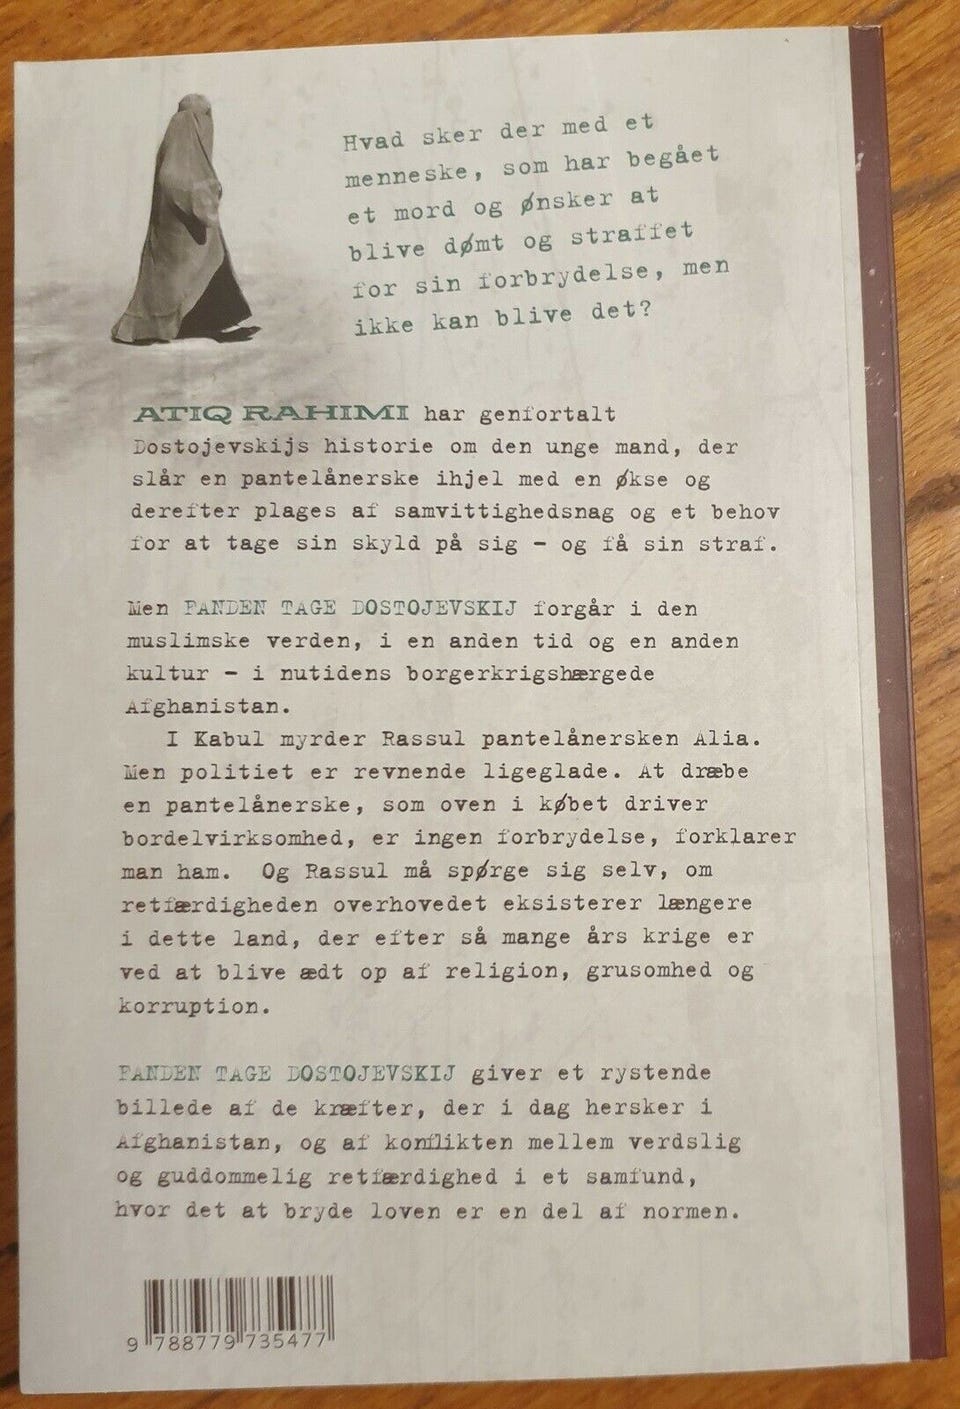 Hvad sker der med et
menneske, som har begået
et mord og ønsker at
blive dømt og straffet
for sin forbrydelse, men
ikke kan blive det?
ATIQ RAHIMI har genfortalt
Dostojevskijs historie om den unge mand, der
slår en pantelånerske ihjel med en økse og
derefter plages af samvittighedsnag og et behov
for at tage sin skyld på sig – og få sin straf.
Men FANDEN TAGE DOSTOJEVSKIJ forgår i den
muslimske verden, i en anden tid og en anden
kultur – i nutidens borgerkrigshærgede
Afghanistan.
I Kabul myrder Rassul pantelånersken Alia.
Men politiet er revnende ligeglade. At dræbe
en pantelånerske, som oven i købet driver
bordelvirksomhed, er ingen forbrydelse, forklarer
man ham. Og Rassul må spørge sig selv, om
retfærdigheden overhovedet eksisterer længere
i dette land, der efter så mange års krige er
ved at blive ædt op af religion, grusomhed og
korruption.
FANDEN TAGE DOSTOJEVSKIJ giver et rystende
billede af de kræfter, der i dag hersker i
Afghanistan, og af konflikten mellem verdslig
og guddommelig retfærdighed i et samfund,
hvor det at bryde loven er en del af normen.
9 788779 735477